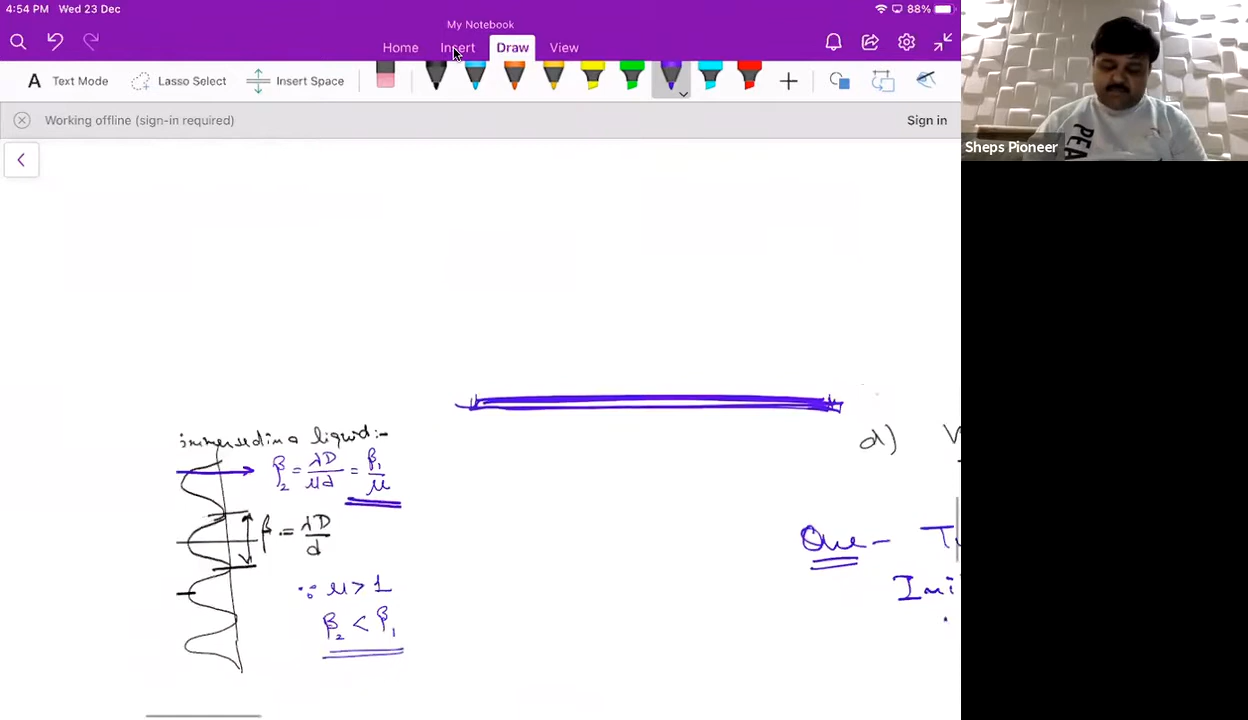 4:54 PM Wed 23 Dec
88%
My Notebook
Home Insert Draw View
A Text Mode Lasso Select Insert Space
Working offline (sign-in required) Sign in
Sheps Pioneer
PEA
immersed in a liquid:-
β₂ = λD/μd = β₁/μ
β = λD/d
∵ μ > 1
β₂ < β₁
d)
Que -